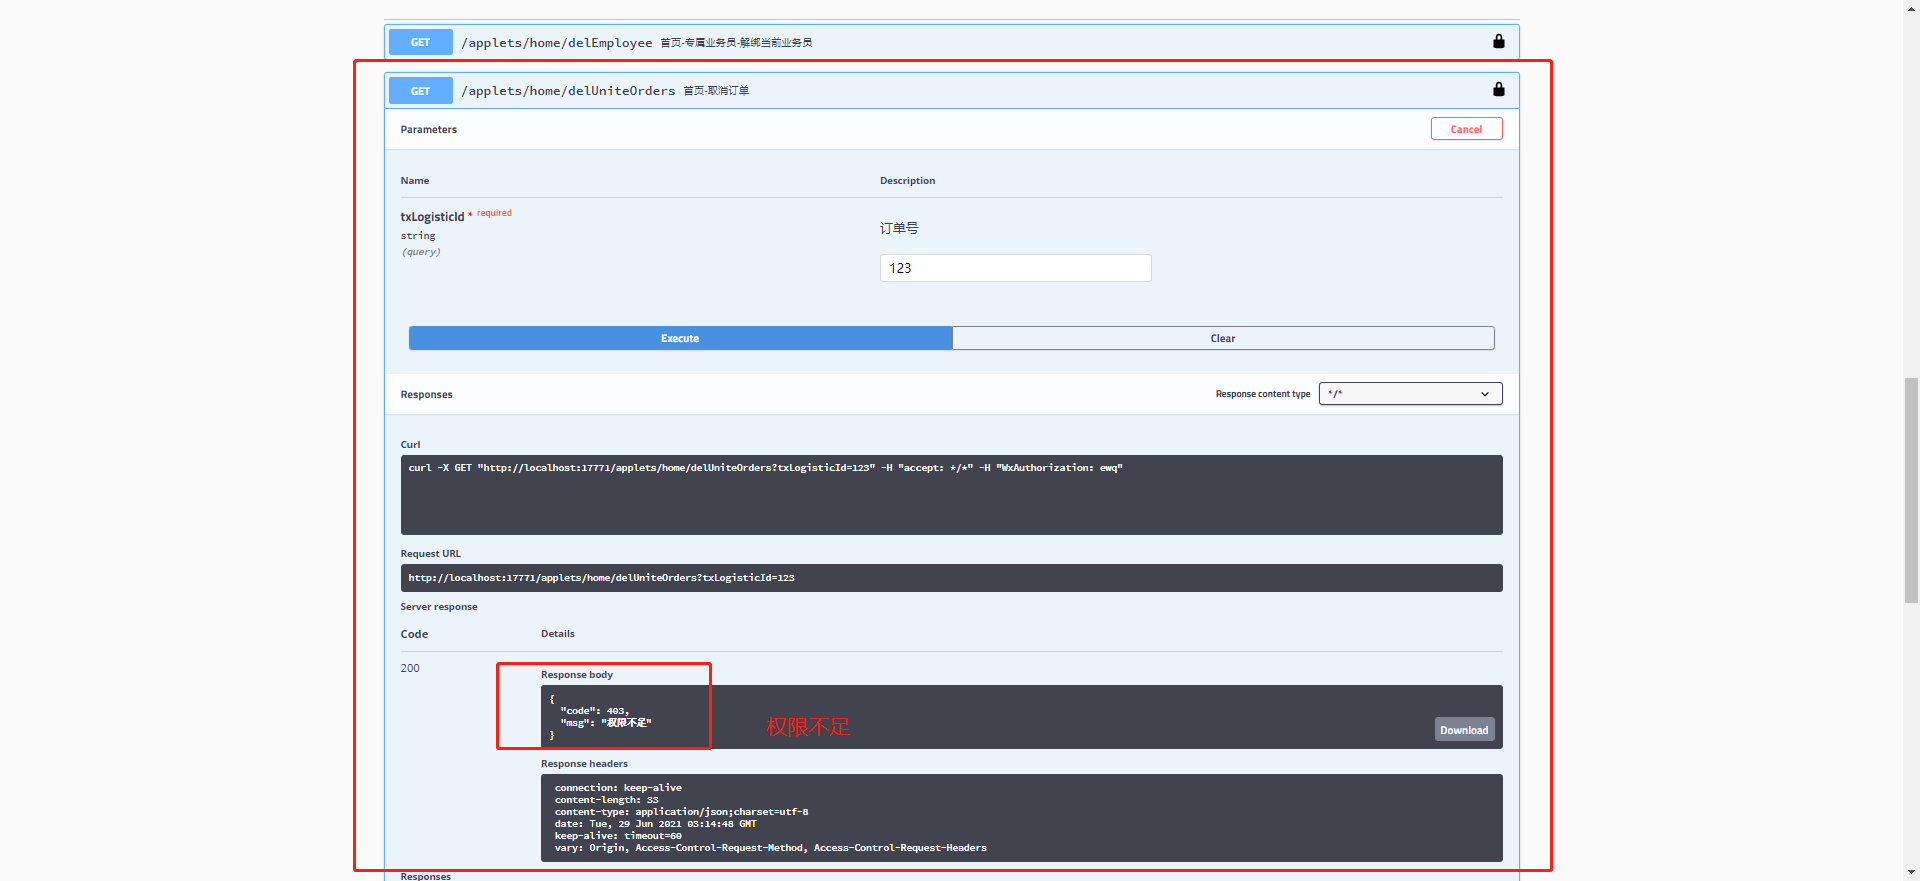 GET /applets/home/delEmployee 首页-专属业务员-解绑当前业务员
GET /applets/home/delUniteOrders 首页-取消订单
Parameters Cancel
Name Description
txLogisticId * required
string
(query)
订单号
123
Execute Clear
Responses Response content type */*
Curl
curl -X GET "http://localhost:17771/applets/home/delUniteOrders?txLogisticId=123" -H "accept: */*" -H "WxAuthorization: ewq"
Request URL
http://localhost:17771/applets/home/delUniteOrders?txLogisticId=123
Server response
Code Details
200
Response body
{
"code": 403,
"msg": "权限不足"
}
权限不足
Download
Response headers
connection: keep-alive
content-length: 33
content-type: application/json;charset=utf-8
date: Tue, 29 Jun 2021 03:14:48 GMT
keep-alive: timeout=60
vary: Origin, Access-Control-Request-Method, Access-Control-Request-Headers
Responses